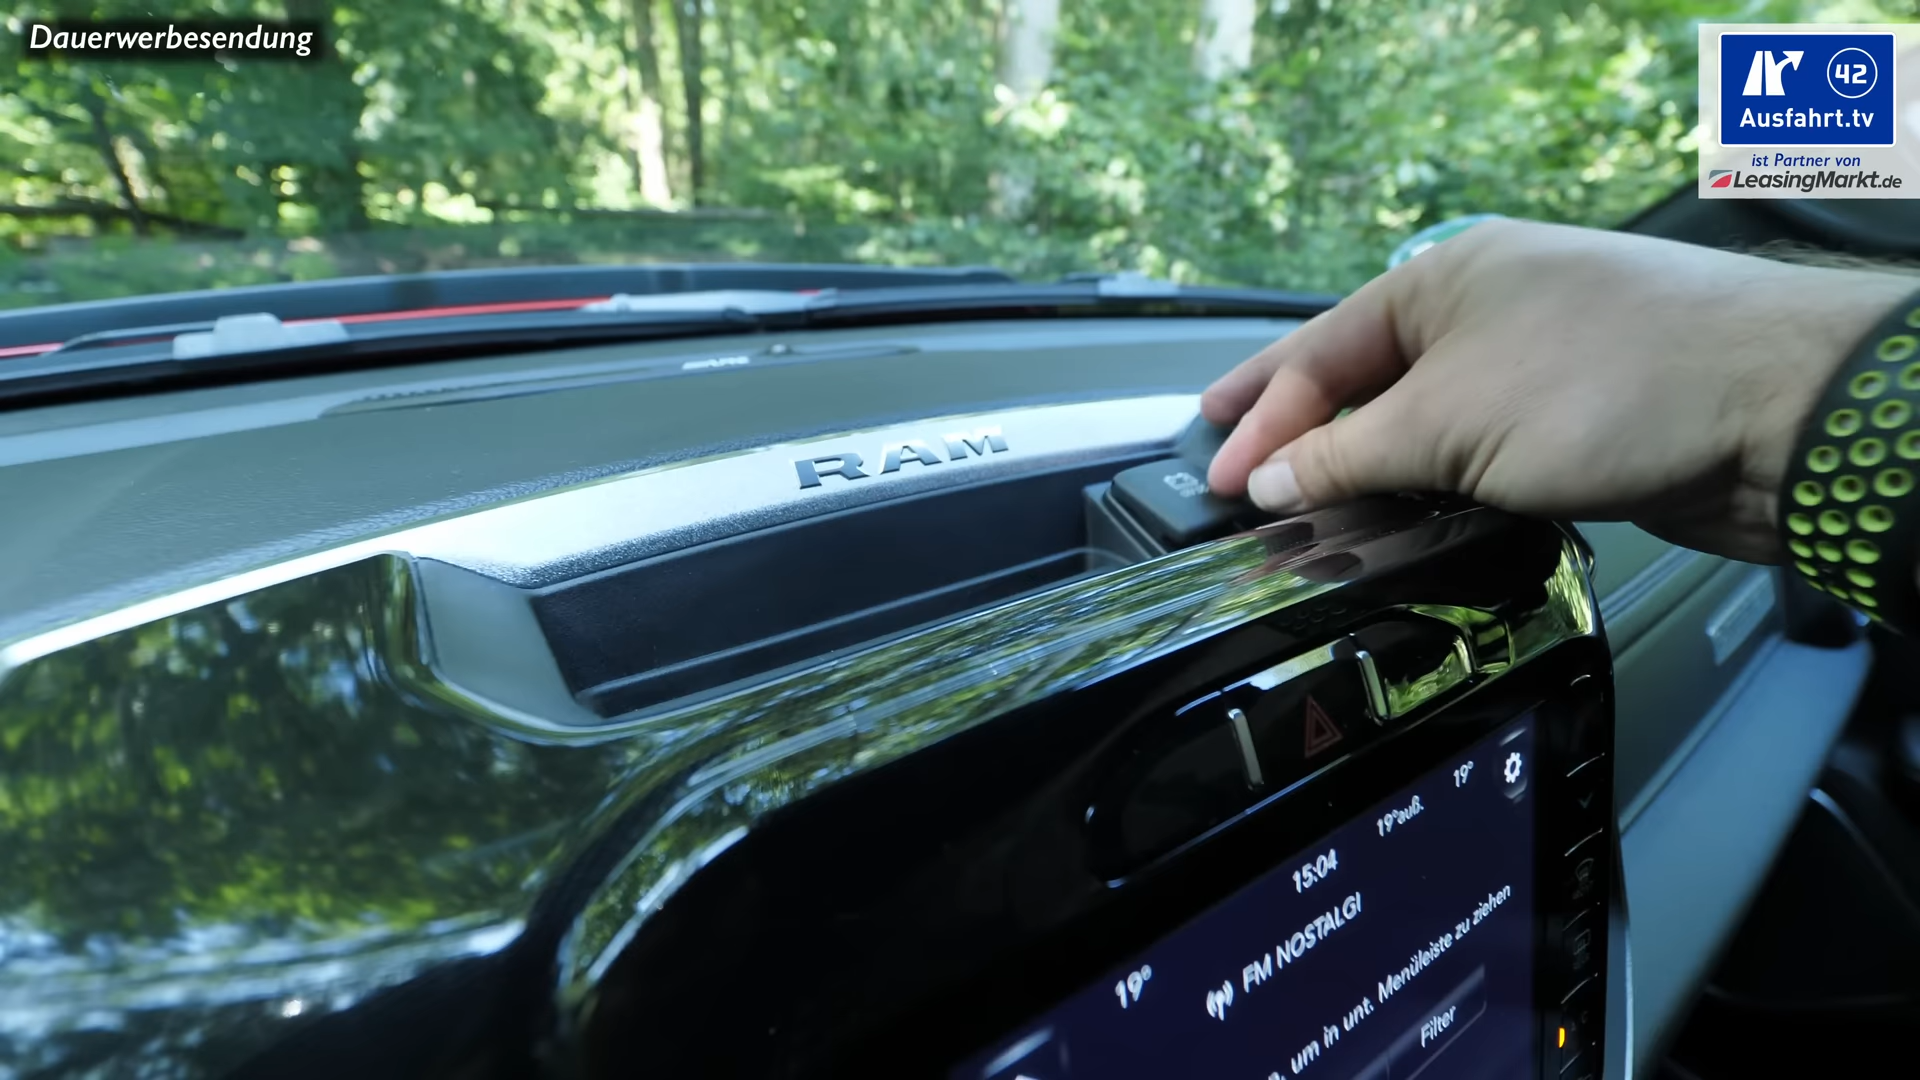 Dauerwerbesendung
42
Ausfahrt.tv
ist Partner von
LeasingMarkt.de
RAM
19°
19°auß.
15:04
19°
FM NOSTALGI
, um in unt. Menüleiste zu ziehen
Filter